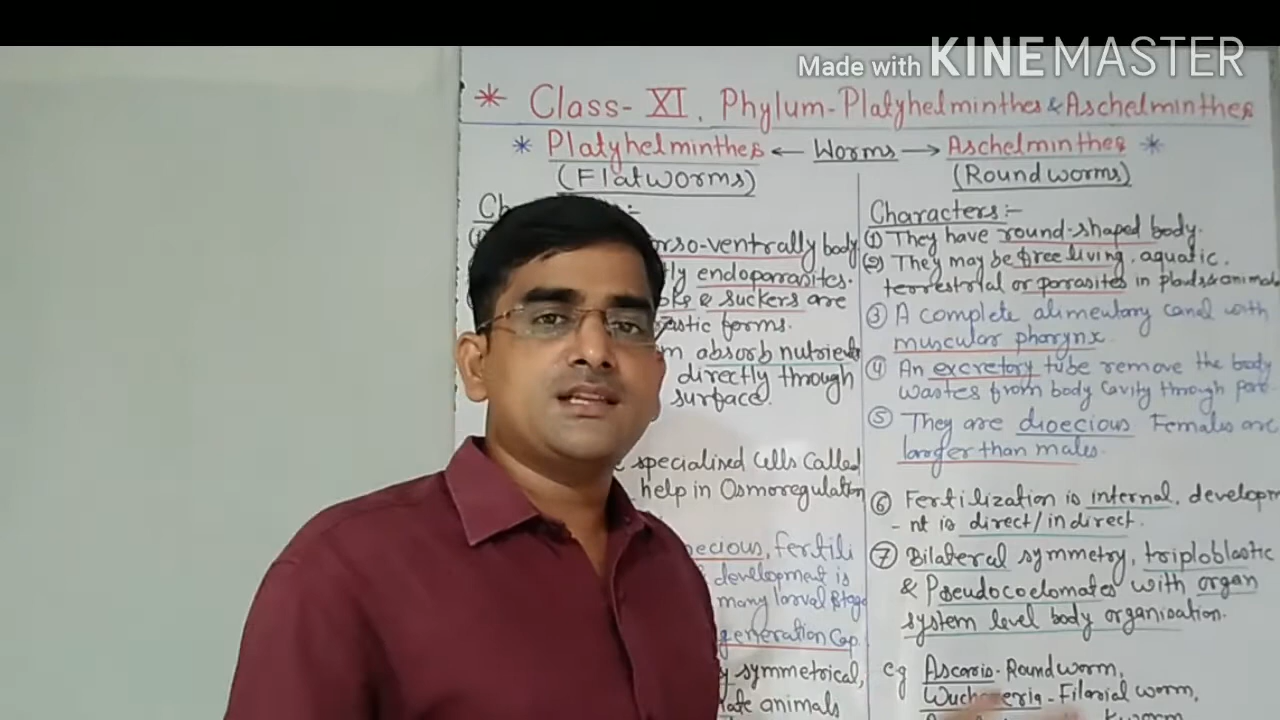 Made with KINEMASTER
* Class-XI, Phylum-Platyhelminthes & Aschelminthes
* Platyhelminthes ← Worms → Aschelminthes *
(Flatworms)
(Roundworms)
orso-ventrally body
endoparasites.
& suckers are
forms.
absorb nutrients
directly through
surface.
specialised cells called
help in Osmoregulation
fertili
development is
many larval stage
generation Cap
symmetrical,
animals
Characters:-
(1) They have round-shaped body.
(2) They may be free living, aquatic,
terrestrial or parasites in plants & animals
③ A complete alimentary canal with
muscular pharynx.
④ An excretory tube remove the body
wastes from body cavity through pore.
⑤ They are dioecious Females are
larger than males.
⑥ Fertilization is internal, developm
-nt is direct/indirect.
⑦ Bilateral symmetry, triploblastic
& Pseudocoelomates with organ
system level body organisation.
eg Ascaris-Roundworm,
Wuchereria-Filarial worm,